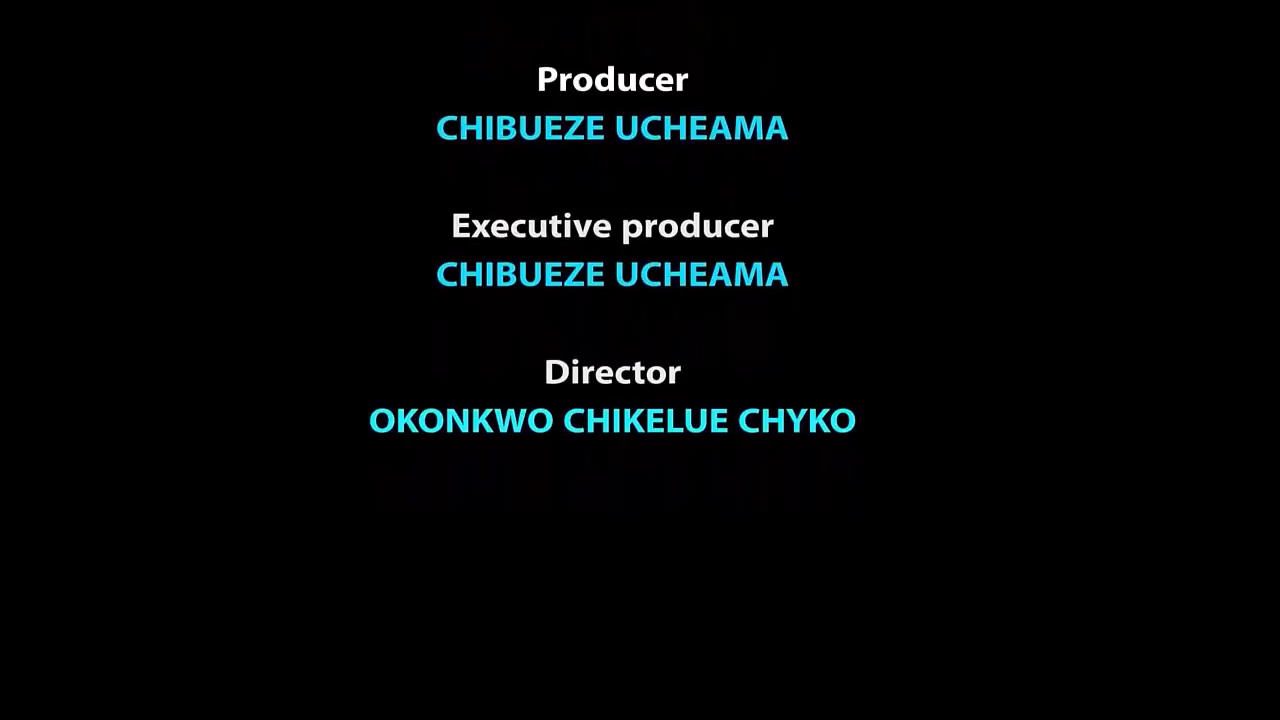 Producer
CHIBUEZE UCHEAMA
Executive producer
CHIBUEZE UCHEAMA
Director
OKONKWO CHIKELUE CHYKO